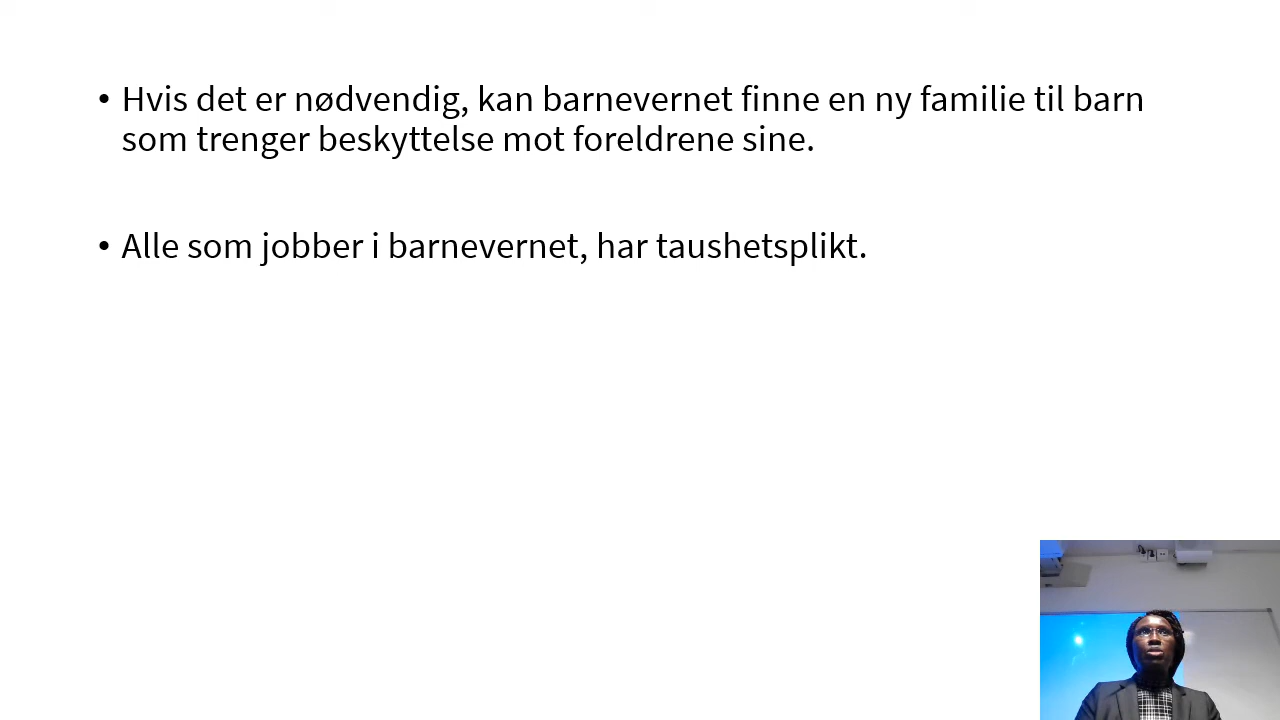 • Hvis det er nødvendig, kan barnevernet finne en ny familie til barn
som trenger beskyttelse mot foreldrene sine.
• Alle som jobber i barnevernet, har taushetsplikt.